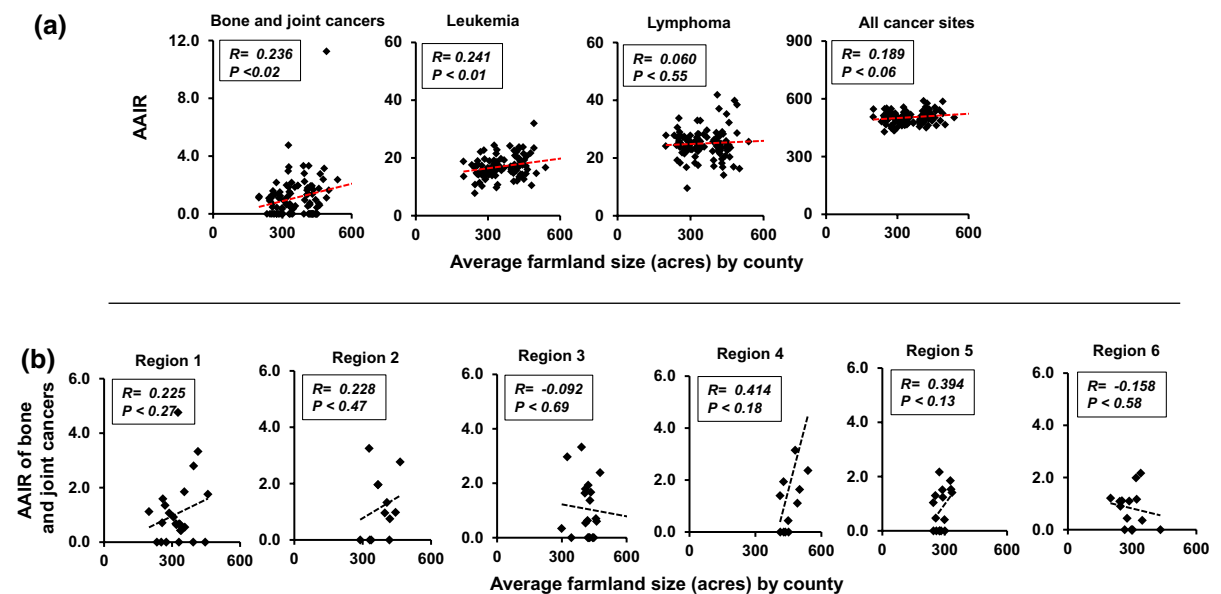 (a)
Bone and joint cancers
Leukemia
Lymphoma
All cancer sites
AAIR
12.0
8.0
4.0
0.0
0
300
600
R= 0.236
P <0.02
60
40
20
0
0
300
600
R= 0.241
P < 0.01
60
40
20
0
0
300
600
R= 0.060
P < 0.55
900
600
300
0
0
300
600
R= 0.189
P < 0.06
Average farmland size (acres) by county
(b)
Region 1
Region 2
Region 3
Region 4
Region 5
Region 6
AAIR of bone
and joint cancers
6.0
4.0
2.0
0.0
0
300
600
R= 0.225
P < 0.27
6.0
4.0
2.0
0.0
0
300
600
R= 0.228
P < 0.47
6.0
4.0
2.0
0.0
0
300
600
R= -0.092
P < 0.69
6.0
4.0
2.0
0.0
0
300
600
R= 0.414
P < 0.18
6.0
4.0
2.0
0.0
0
300
600
R= 0.394
P < 0.13
6.0
4.0
2.0
0.0
0
300
600
R= -0.158
P < 0.58
Average farmland size (acres) by county